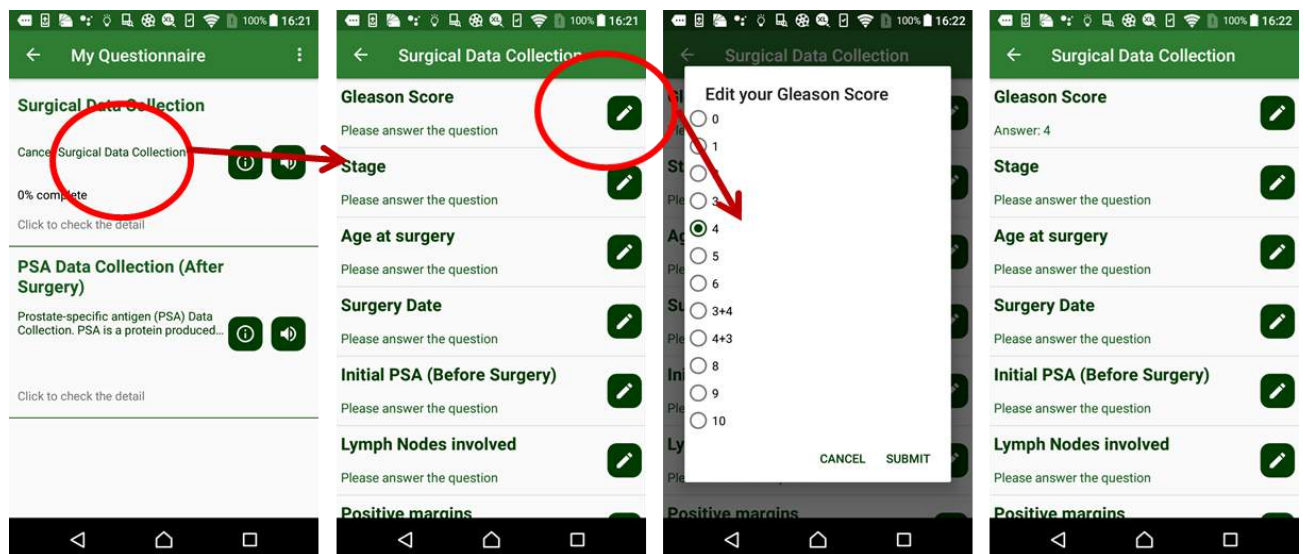 100% 16:21
My Questionnaire
Surgical Data Collection
Cancer Surgical Data Collection
0% complete
Click to check the detail
PSA Data Collection (After
Surgery)
Prostate-specific antigen (PSA) Data
Collection. PSA is a protein produced...
Click to check the detail
100% 16:21
Surgical Data Collection
Gleason Score
Please answer the question
Stage
Please answer the question
Age at surgery
Please answer the question
Surgery Date
Please answer the question
Initial PSA (Before Surgery)
Please answer the question
Lymph Nodes involved
Please answer the question
Positive margins
100% 16:22
Surgical Data Collection
Edit your Gleason Score
0
1
3
4
5
6
3+4
4+3
8
9
10
CANCEL SUBMIT
Positive margins
100% 16:22
Surgical Data Collection
Gleason Score
Answer: 4
Stage
Please answer the question
Age at surgery
Please answer the question
Surgery Date
Please answer the question
Initial PSA (Before Surgery)
Please answer the question
Lymph Nodes involved
Please answer the question
Positive margins